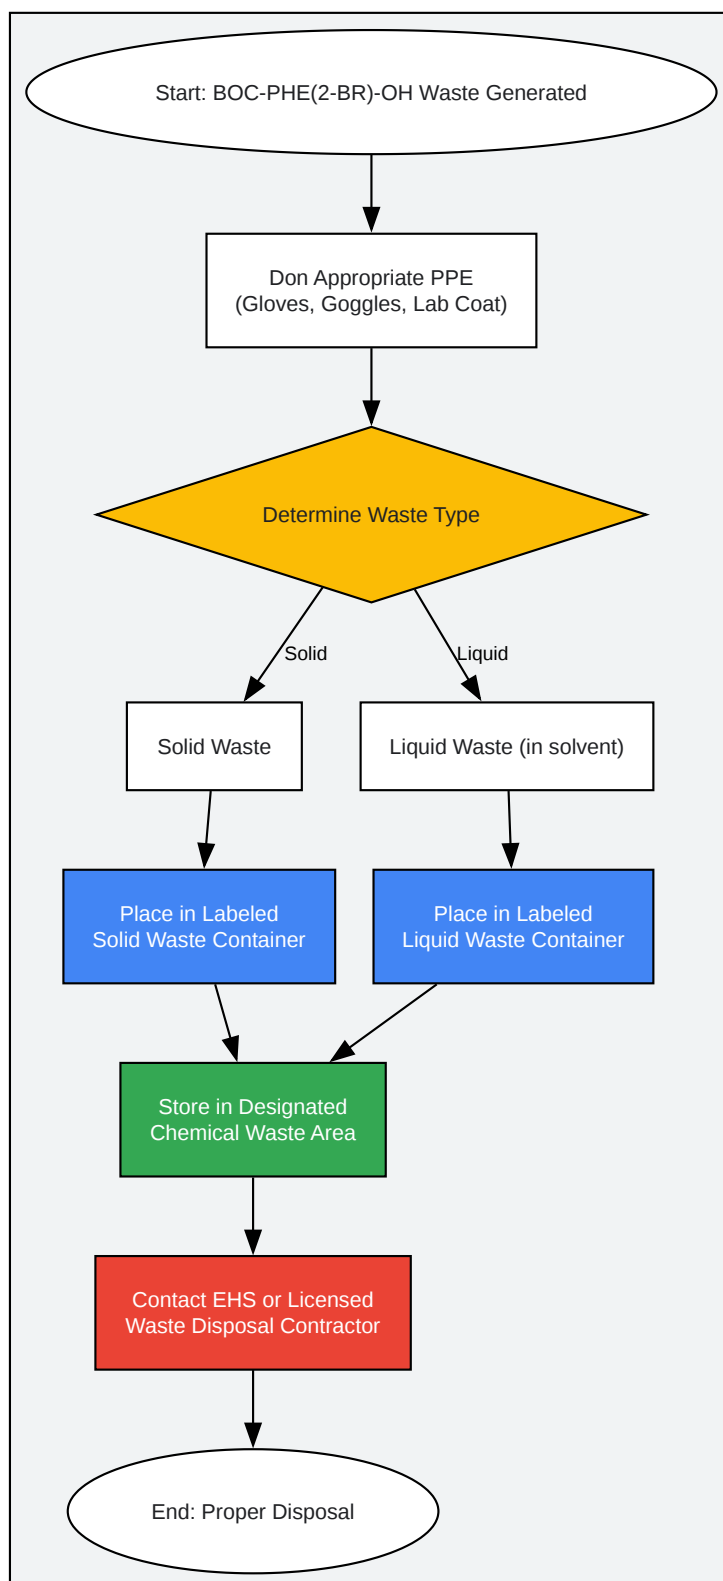 Start: BOC-PHE(2-BR)-OH Waste Generated
Don Appropriate PPE
(Gloves, Goggles, Lab Coat)
Determine Waste Type
Solid
Liquid
Solid Waste
Liquid Waste (in solvent)
Place in Labeled
Solid Waste Container
Place in Labeled
Liquid Waste Container
Store in Designated
Chemical Waste Area
Contact EHS or Licensed
Waste Disposal Contractor
End: Proper Disposal